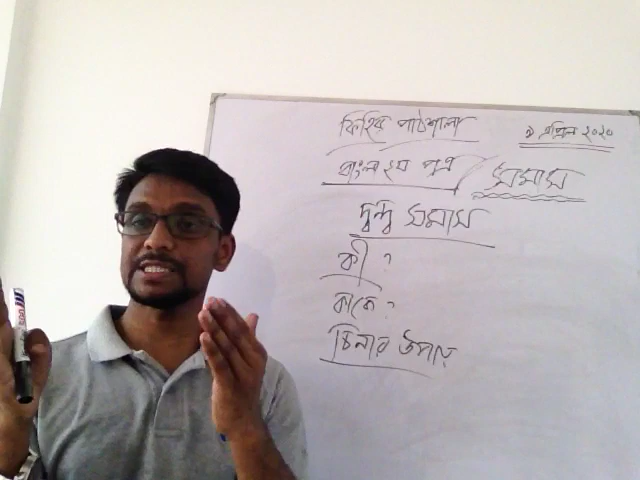 ফিহির পাঠশালা
৯ এপ্রিল ২০২০
বাংলা ২য় পত্র
সমাস
দ্বন্দ্ব সমাস
কী?
কাকে?
চিনার উপায়